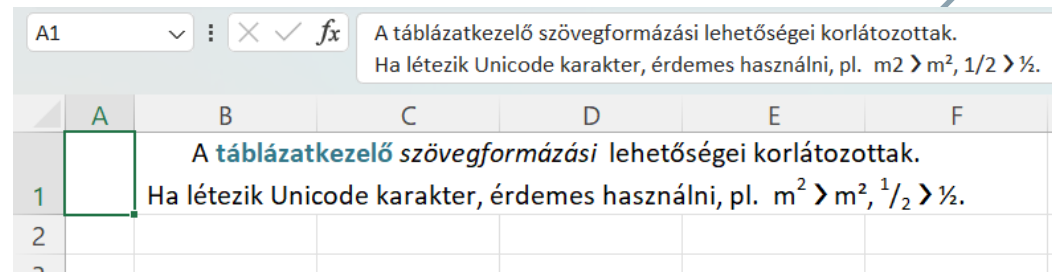 A1 fx A táblázatkezelő szövegformázási lehetőségei korlátozottak.
Ha létezik Unicode karakter, érdemes használni, pl. m2 ❯ m², 1/2 ❯ ½.
A B C D E F
A táblázatkezelő szövegformázási lehetőségei korlátozottak.
1 Ha létezik Unicode karakter, érdemes használni, pl. m² ❯ m², ¹/₂ ❯ ½.
2